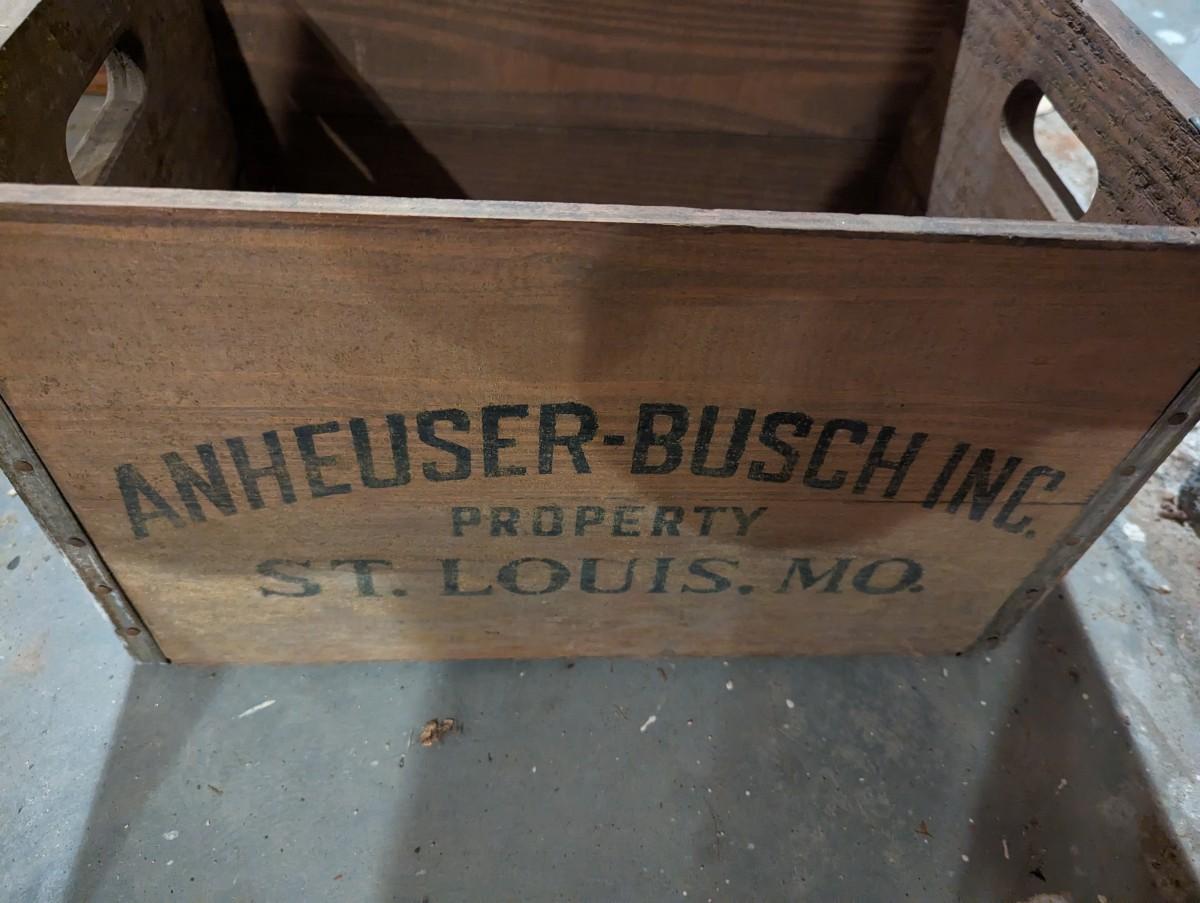 ANHEUSER-BUSCH INC.
PROPERTY
ST. LOUIS. MO.